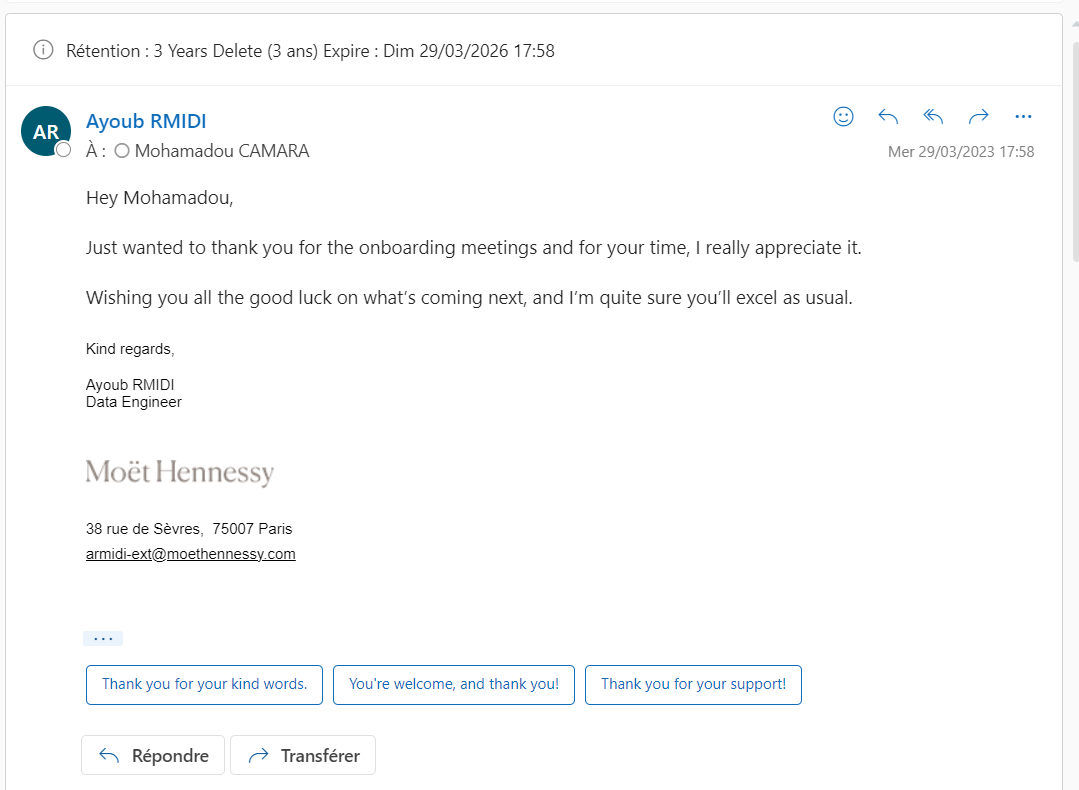 Rétention : 3 Years Delete (3 ans) Expire : Dim 29/03/2026 17:58
AR
Ayoub RMIDI
À : Mohamadou CAMARA
Mer 29/03/2023 17:58
Hey Mohamadou,
Just wanted to thank you for the onboarding meetings and for your time, I really appreciate it.
Wishing you all the good luck on what’s coming next, and I’m quite sure you’ll excel as usual.
Kind regards,
Ayoub RMIDI
Data Engineer
Moët Hennessy
38 rue de Sèvres,  75007 Paris
armidi-ext@moethennessy.com
...
Thank you for your kind words. You're welcome, and thank you! Thank you for your support!
Répondre Transférer